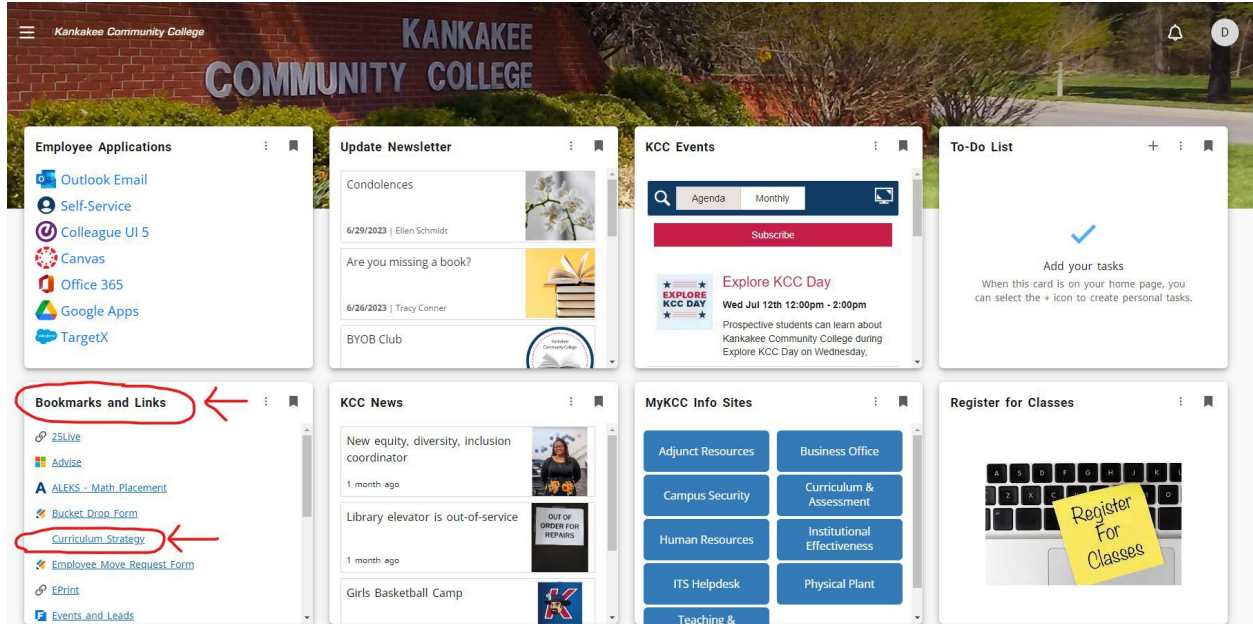 Kankakee Community College
KANKAKEE
COMMUNITY COLLEGE
D
Employee Applications
Outlook Email
Self-Service
Colleague UI 5
Canvas
Office 365
Google Apps
TargetX
Update Newsletter
Condolences
6/29/2023 | Ellen Schmidt
Are you missing a book?
6/26/2023 | Tracy Conner
BYOB Club
Kankakee
Community College
KCC Events
Agenda Monthly
Subscribe
EXPLORE
KCC DAY
Explore KCC Day
Wed Jul 12th 12:00pm - 2:00pm
Prospective students can learn about
Kankakee Community College during
Explore KCC Day on Wednesday,
To-Do List
Add your tasks
When this card is on your home page, you
can select the + icon to create personal tasks.
Bookmarks and Links
25Live
Advise
ALEKS - Math Placement
Bucket Drop Form
Curriculum Strategy
Employee Move Request Form
EPrint
Events and Leads
KCC News
New equity, diversity, inclusion
coordinator
1 month ago
Library elevator is out-of-service
1 month ago
OUT OF
ORDER FOR
REPAIRS
Girls Basketball Camp
K
MyKCC Info Sites
Adjunct Resources
Business Office
Campus Security
Curriculum &
Assessment
Human Resources
Institutional
Effectiveness
ITS Helpdesk
Physical Plant
Teaching &
Register for Classes
A S D F G H J K L
Z X C
Register
For
Classes